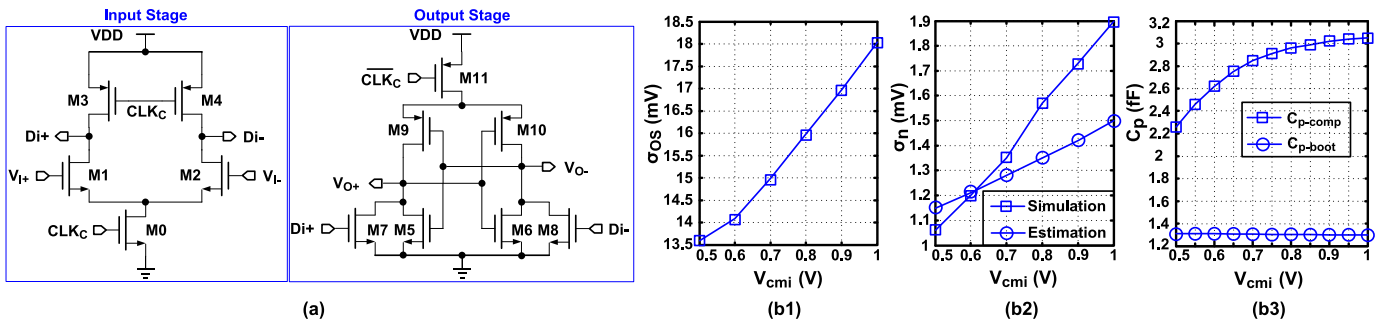 Input Stage
VDD
M3
M4
CLKC
Di+
Di-
M1
M2
VI+
VI-
CLKC
M0
Output Stage
VDD
CLKC
M11
M9
M10
VO-
VO+
Di+
M7
M5
M6
M8
Di-
(a)
18.5
18
17.5
17
16.5
16
15.5
15
14.5
14
13.5
σOS (mV)
0.5
0.6
0.7
0.8
0.9
1
Vcmi (V)
(b1)
1.9
1.8
1.7
1.6
1.5
1.4
1.3
1.2
1.1
1
σn (mV)
Simulation
Estimation
0.5
0.6
0.7
0.8
0.9
1
Vcmi (V)
(b2)
3.2
3
2.8
2.6
2.4
2.2
2
1.8
1.6
1.4
1.2
Cp (fF)
Cp-comp
Cp-boot
0.5
0.6
0.7
0.8
0.9
1
Vcmi (V)
(b3)